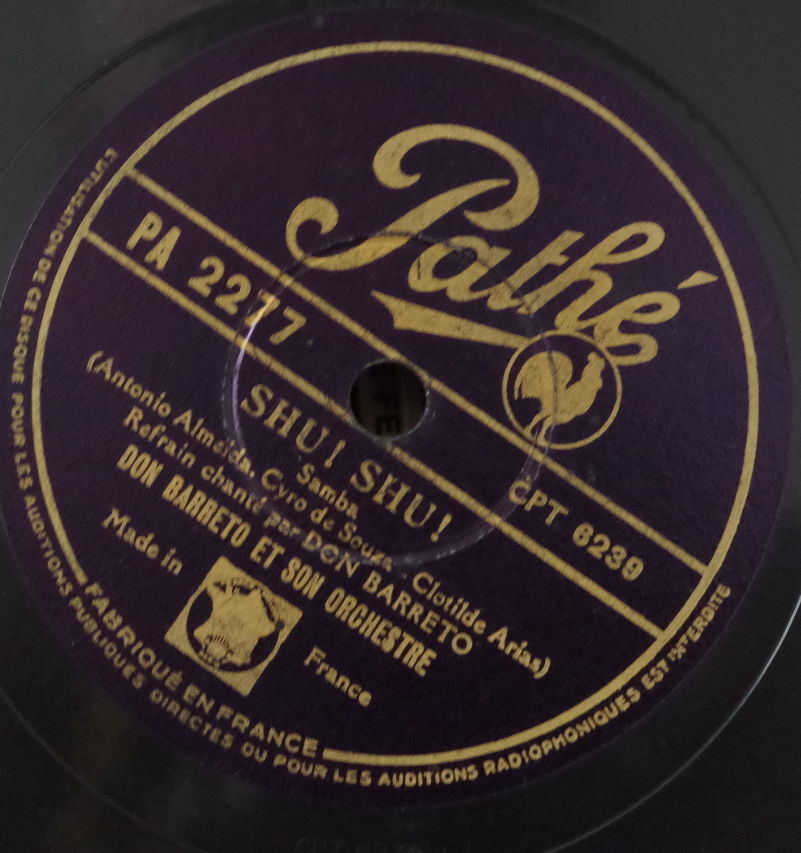 Pathé
PA 2277
CPT 6239
SHU! SHU!
Samba
(Antonio Almeida, Cyro de Souza - Clotilde Arias)
Refrain chanté par DON BARRETO
DON BARRETO ET SON ORCHESTRE
Made in
France
FABRIQUÉ EN FRANCE
L'UTILISATION DE CE DISQUE POUR LES AUDITIONS PUBLIQUES DIRECTES OU POUR LES AUDITIONS RADIOPHONIQUES EST INTERDITE
FE